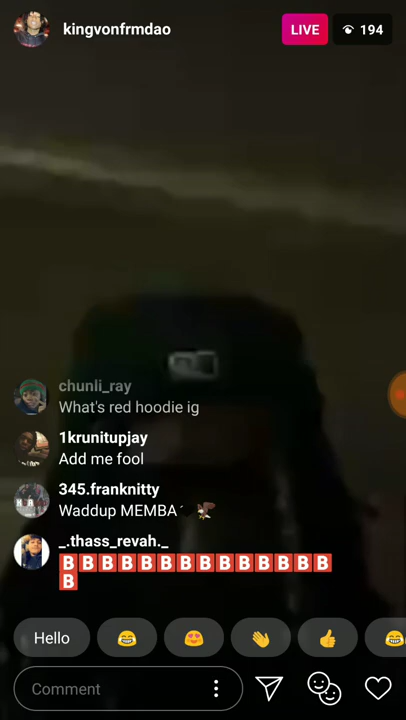 kingvonfrmdao
LIVE
194
chunli_ray
What's red hoodie ig
1krunitupjay
Add me fool
345.franknitty
Waddup MEMBA
_.thass_revah._
🅱🅱🅱🅱🅱🅱🅱🅱🅱🅱🅱🅱🅱🅱
🅱
Hello
Comment